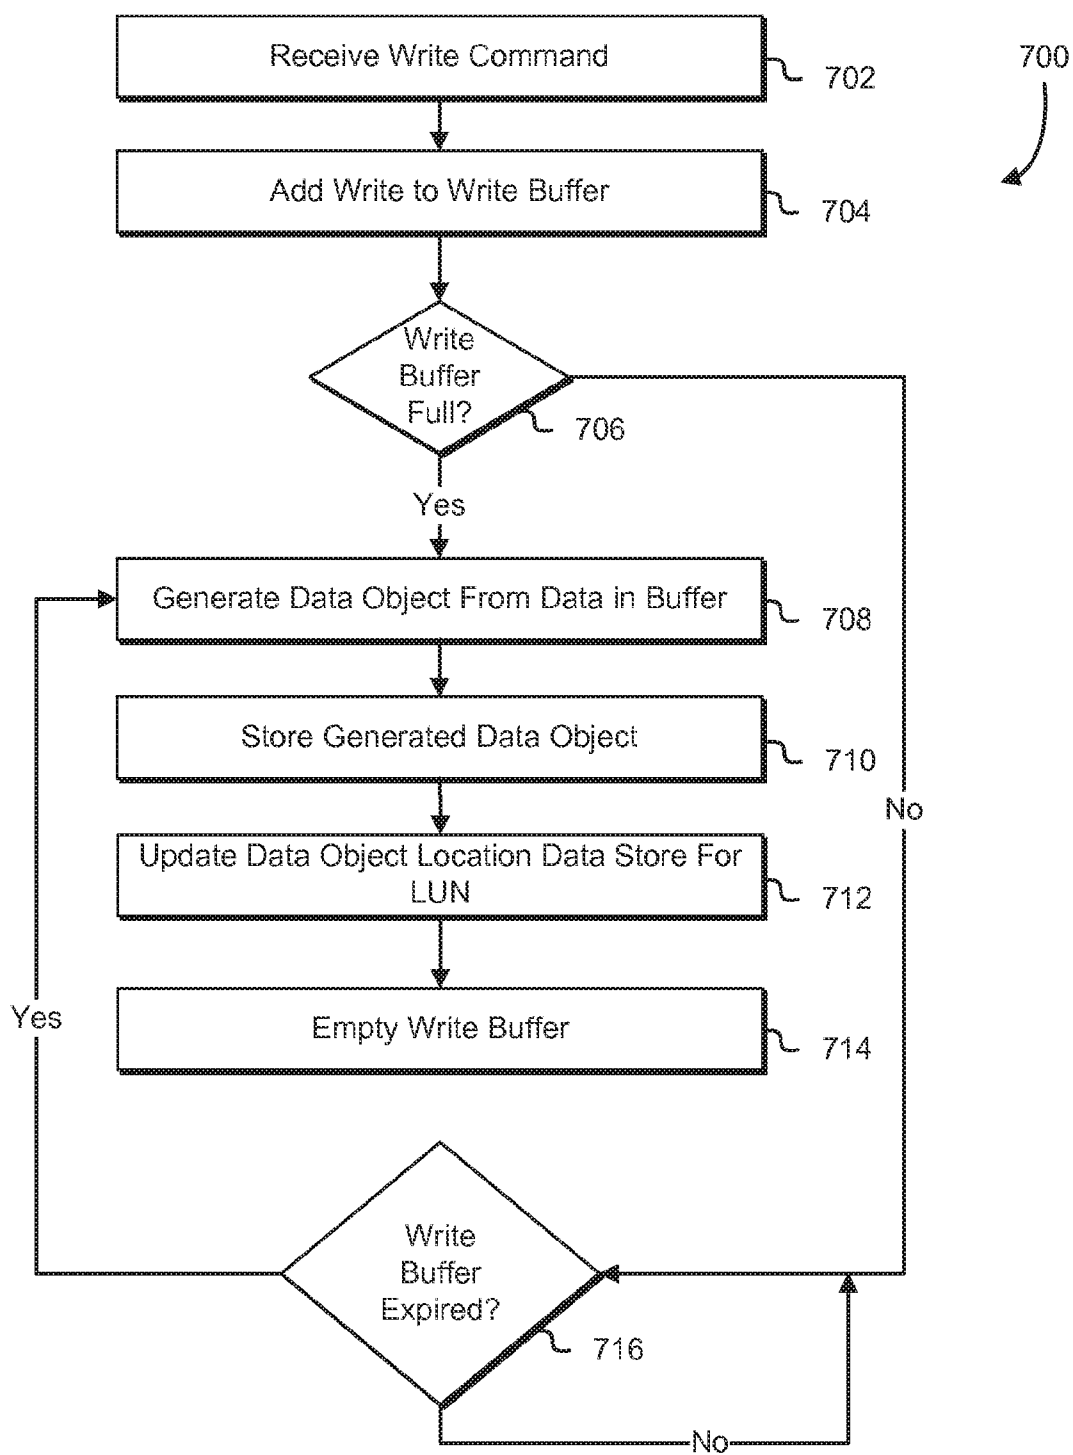 Receive Write Command
702
700
Add Write to Write Buffer
704
Write
Buffer
Full?
706
Yes
Generate Data Object From Data in Buffer
708
Store Generated Data Object
710
No
Update Data Object Location Data Store For
LUN
712
Yes
Empty Write Buffer
714
Write
Buffer
Expired?
716
No